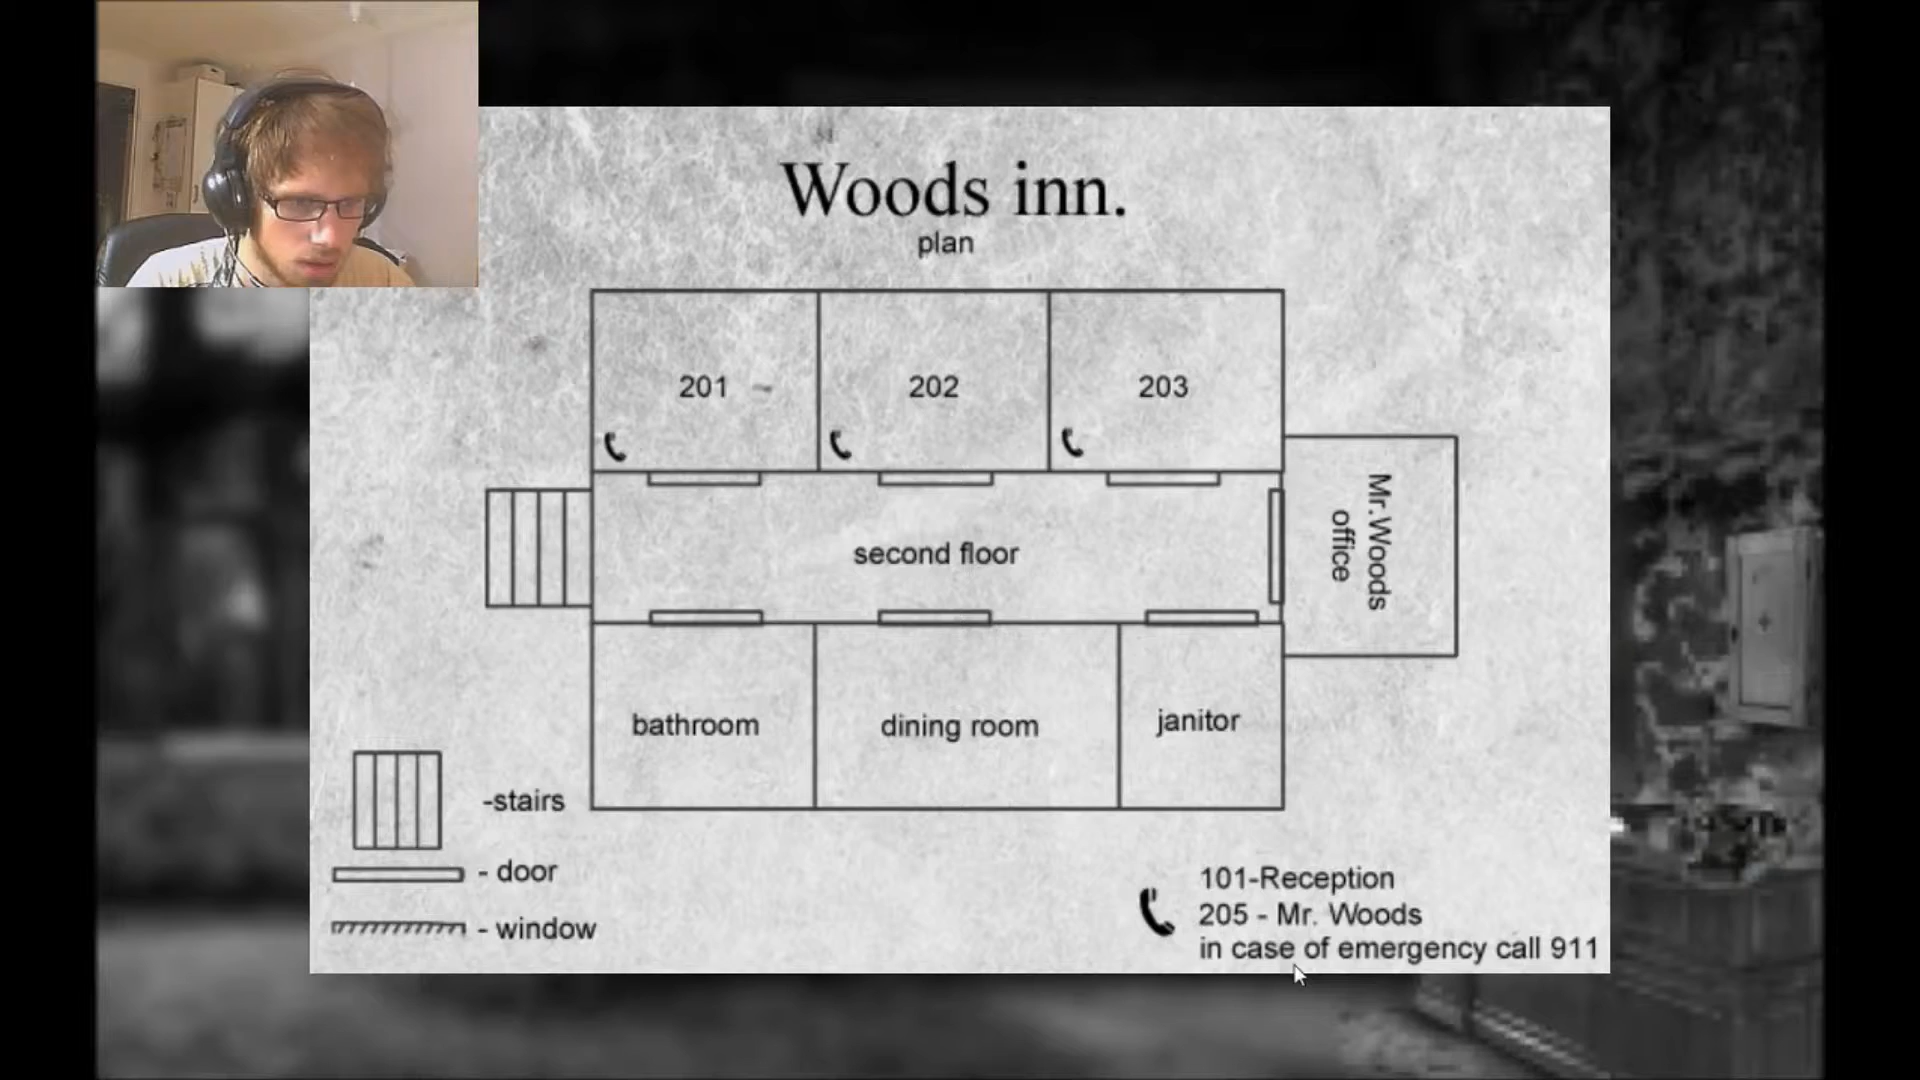 Woods inn.
plan
201
202
203
Mr.Woods
office
second floor
bathroom
dining room
janitor
-stairs
- door
- window
101-Reception
205 - Mr. Woods
in case of emergency call 911